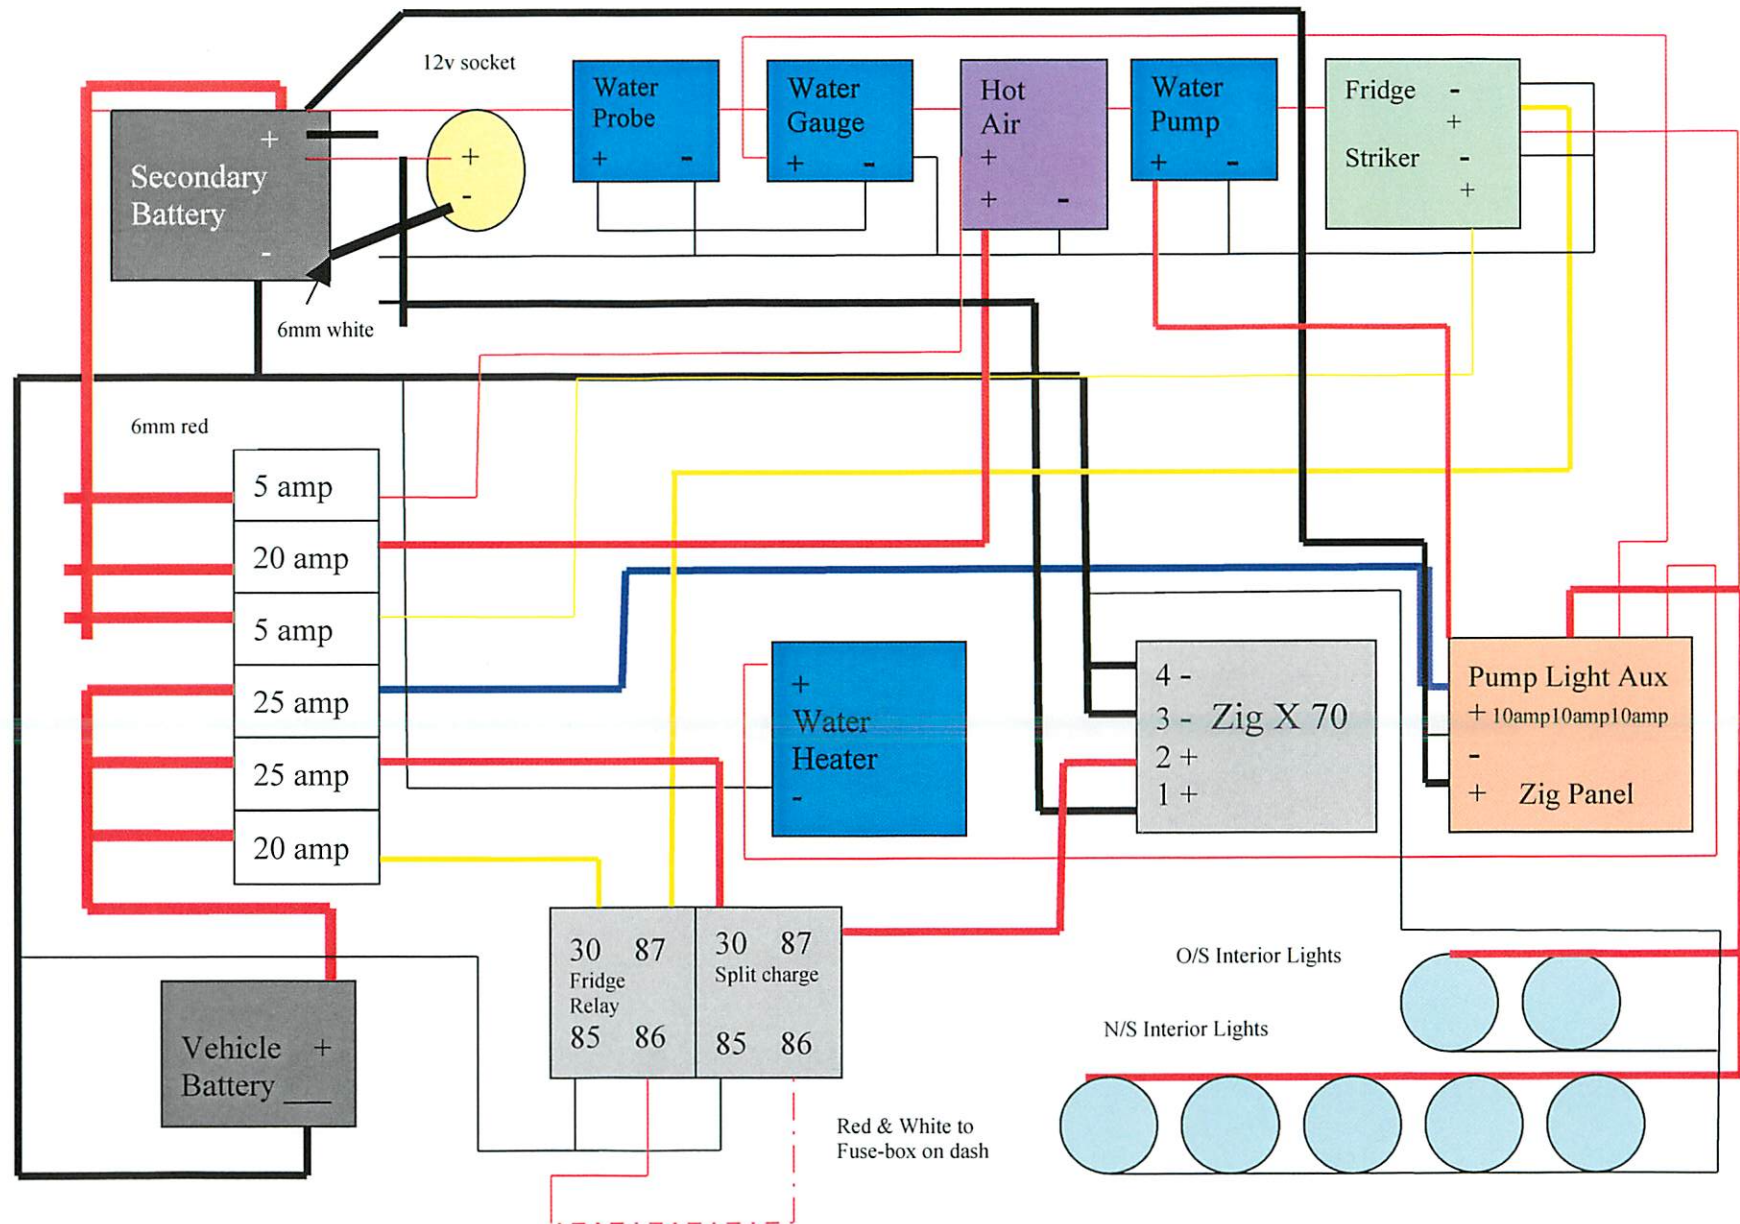 12v socket
Water
Probe
+ -
Water
Gauge
+ -
Hot
Air
+
+ -
Water
Pump
+ -
Fridge -
+
Striker -
+
+
Secondary
Battery
-
+
-
6mm white
6mm red
5 amp
20 amp
5 amp
25 amp
25 amp
20 amp
+
Water
Heater
-
4 -
3 - Zig X 70
2 +
1 +
Pump Light Aux
+ 10amp10amp10amp
-
+ Zig Panel
30 87
Fridge
Relay
85 86
30 87
Split charge
85 86
Vehicle +
Battery __
O/S Interior Lights
N/S Interior Lights
Red & White to
Fuse-box on dash